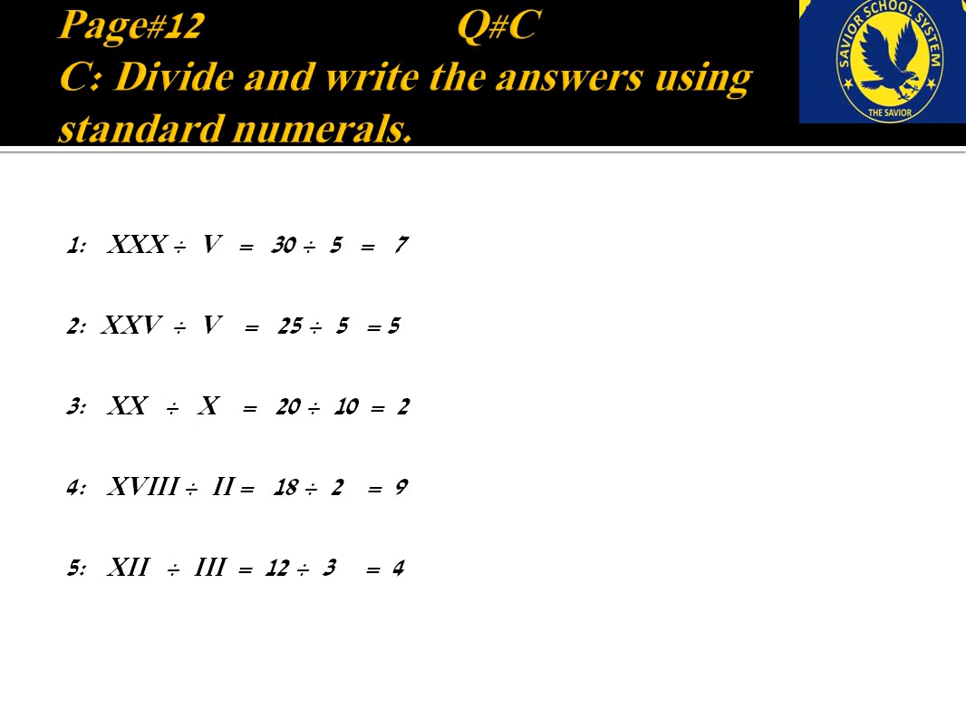 Page#12 Q#C
C: Divide and write the answers using
standard numerals.
SAVIOR SCHOOL SYSTEM
THE SAVIOR
1: XXX ÷ V = 30 ÷ 5 = 7
2: XXV ÷ V = 25 ÷ 5 = 5
3: XX ÷ X = 20 ÷ 10 = 2
4: XVIII ÷ II = 18 ÷ 2 = 9
5: XII ÷ III = 12 ÷ 3 = 4